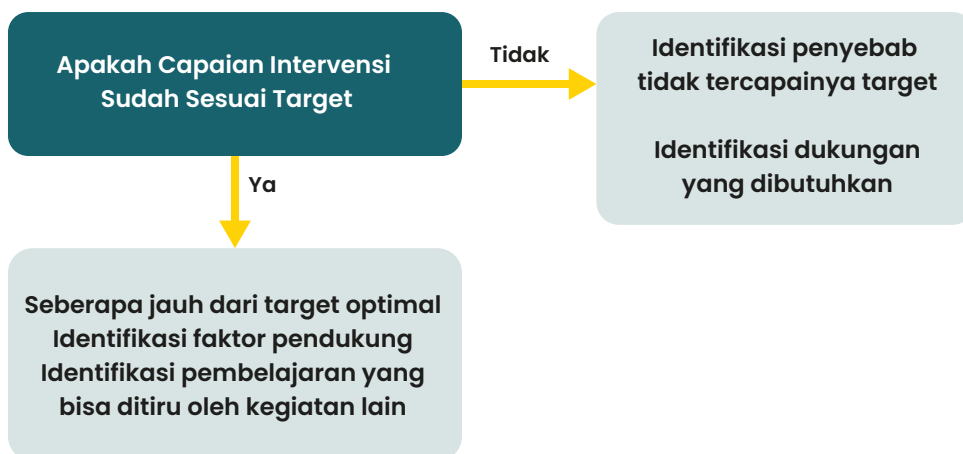 Apakah Capaian Intervensi
Sudah Sesuai Target
Tidak
Identifikasi penyebab
tidak tercapainya target
Identifikasi dukungan
yang dibutuhkan
Ya
Seberapa jauh dari target optimal
Identifikasi faktor pendukung
Identifikasi pembelajaran yang
bisa ditiru oleh kegiatan lain